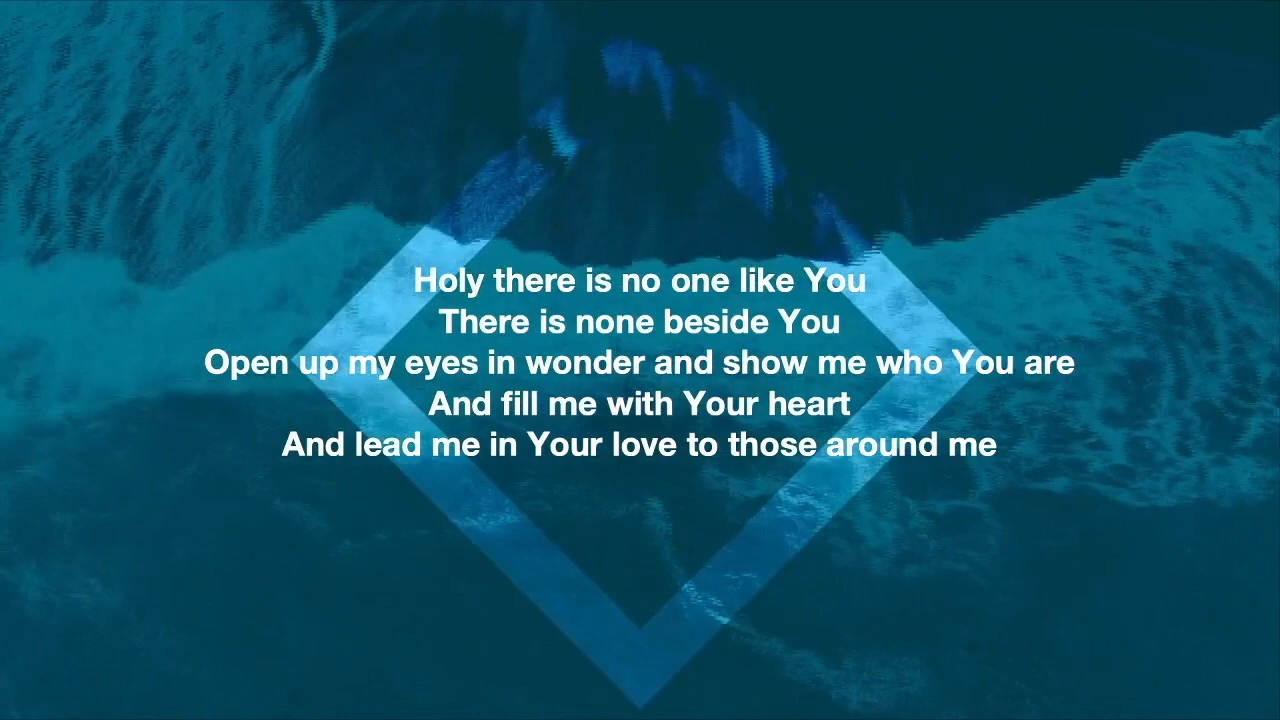 Holy there is no one like You
There is none beside You
Open up my eyes in wonder and show me who You are
And fill me with Your heart
And lead me in Your love to those around me